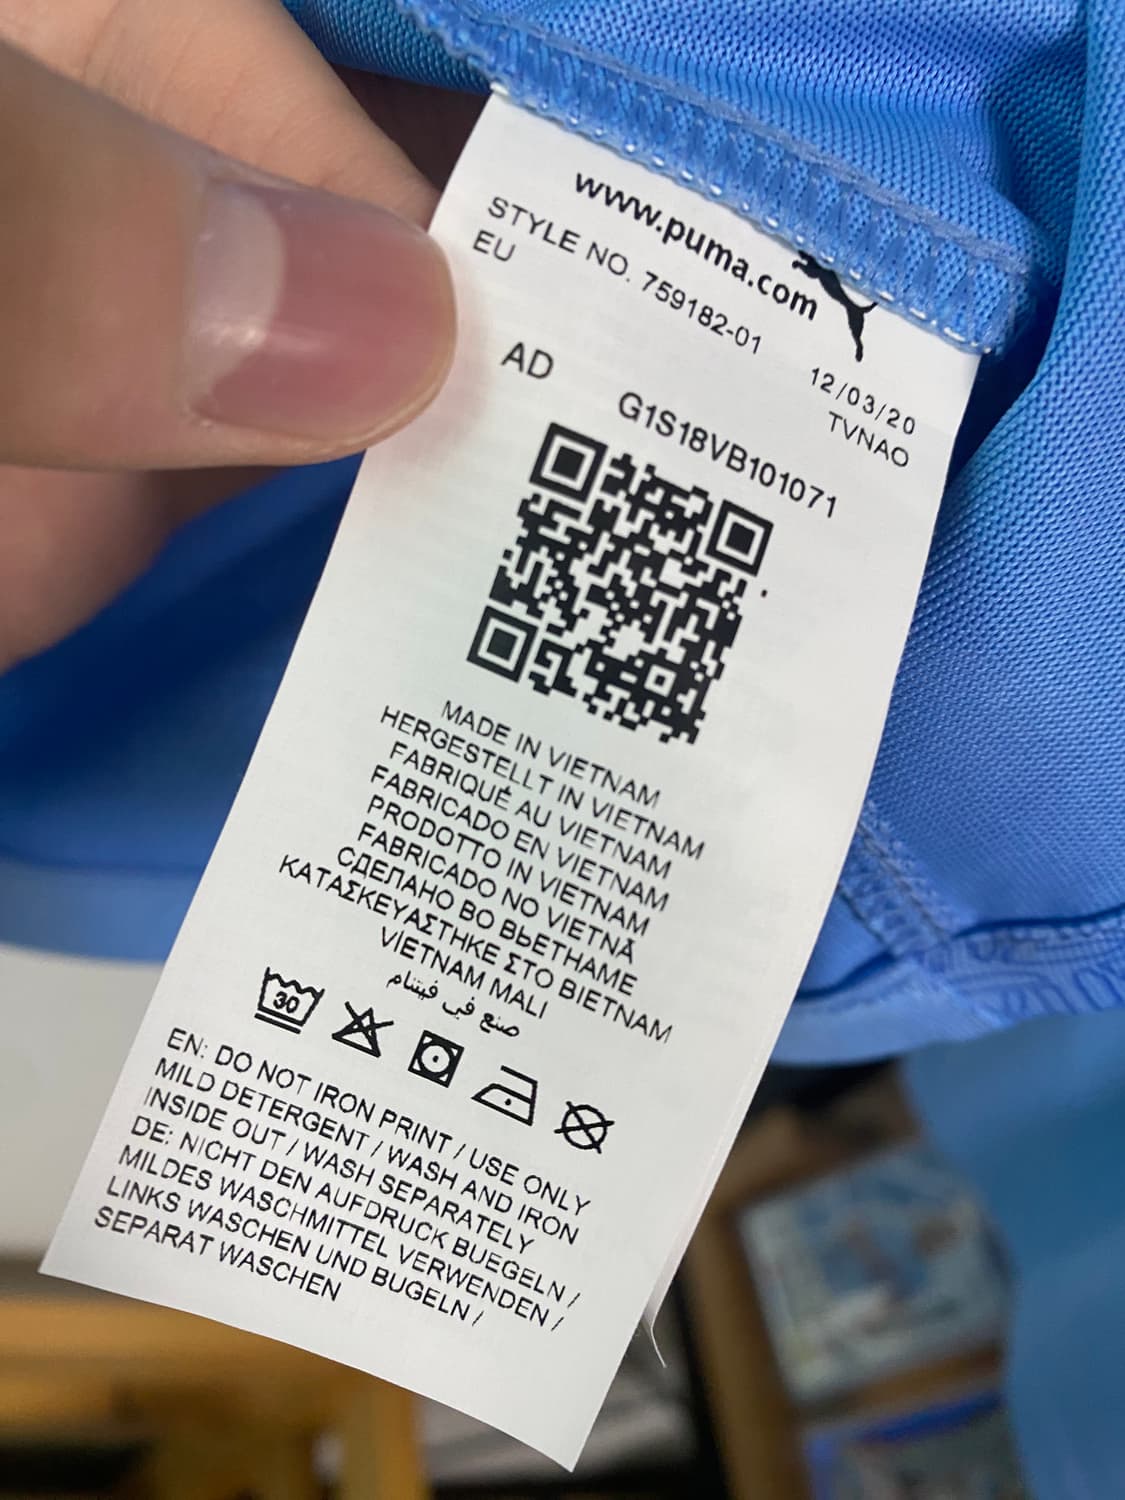 www.puma.com
STYLE NO. 759182-01
EU
12/03/20
TVNAO
AD
G1S18VB101071
MADE IN VIETNAM
HERGESTELLT IN VIETNAM
FABRIQUÉ AU VIETNAM
FABRICADO EN VIETNAM
PRODOTTO IN VIETNAM
FABRICADO NO VIETNÃ
СДЕЛАНО ВО ВЬЕТНАМЕ
ΚΑΤΑΣΚΕΥΑΣΤΗΚΕ ΣΤΟ ΒΙΕΤΝΑΜ
VİETNAM MALI
صنع في فيتنام
30
EN: DO NOT IRON PRINT / USE ONLY
MILD DETERGENT / WASH AND IRON
INSIDE OUT / WASH SEPARATELY
DE: NICHT DEN AUFDRUCK BUEGELN /
MILDES WASCHMITTEL VERWENDEN /
LINKS WASCHEN UND BUGELN /
SEPARAT WASCHEN